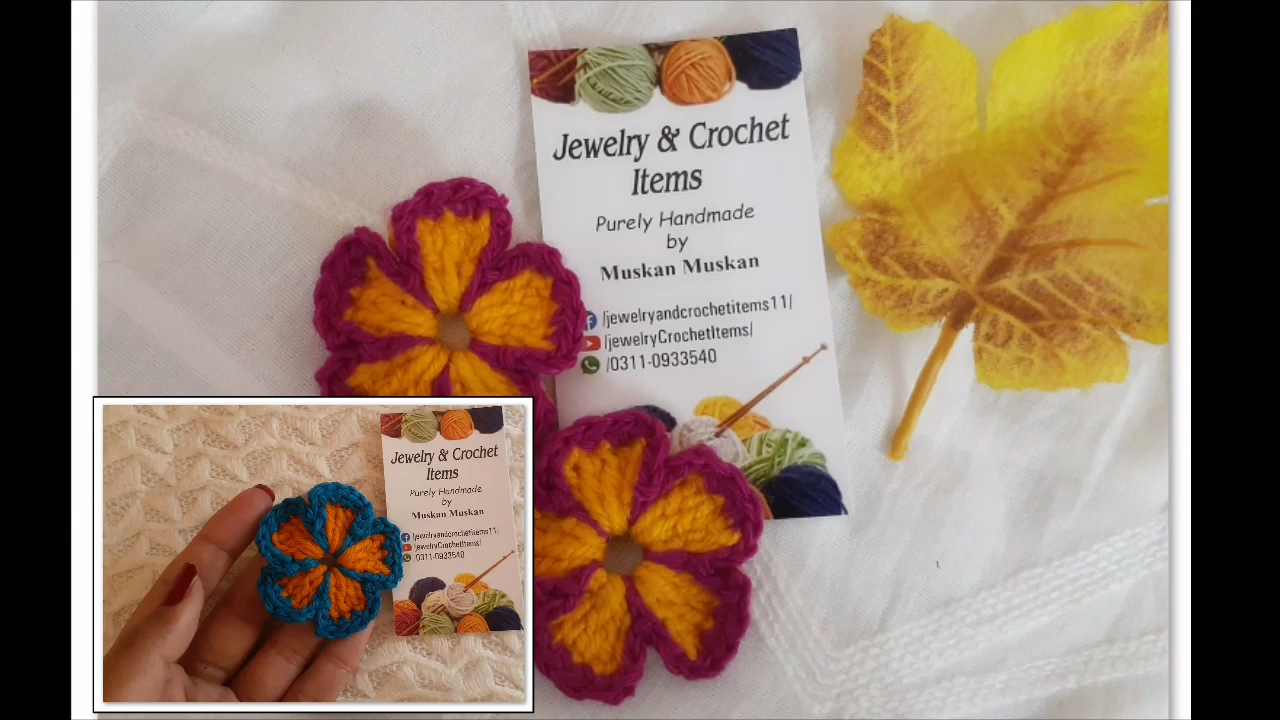 Jewelry & Crochet
Items
Purely Handmade
by
Muskan Muskan
/jewelryandcrochetitems11/
/jewelryCrochetItems/
/0311-0933540
Jewelry & Crochet
Items
Purely Handmade
by
Muskan Muskan
/jewelryandcrochetitems11/
/jewelryCrochetItems/
/0311-0933540